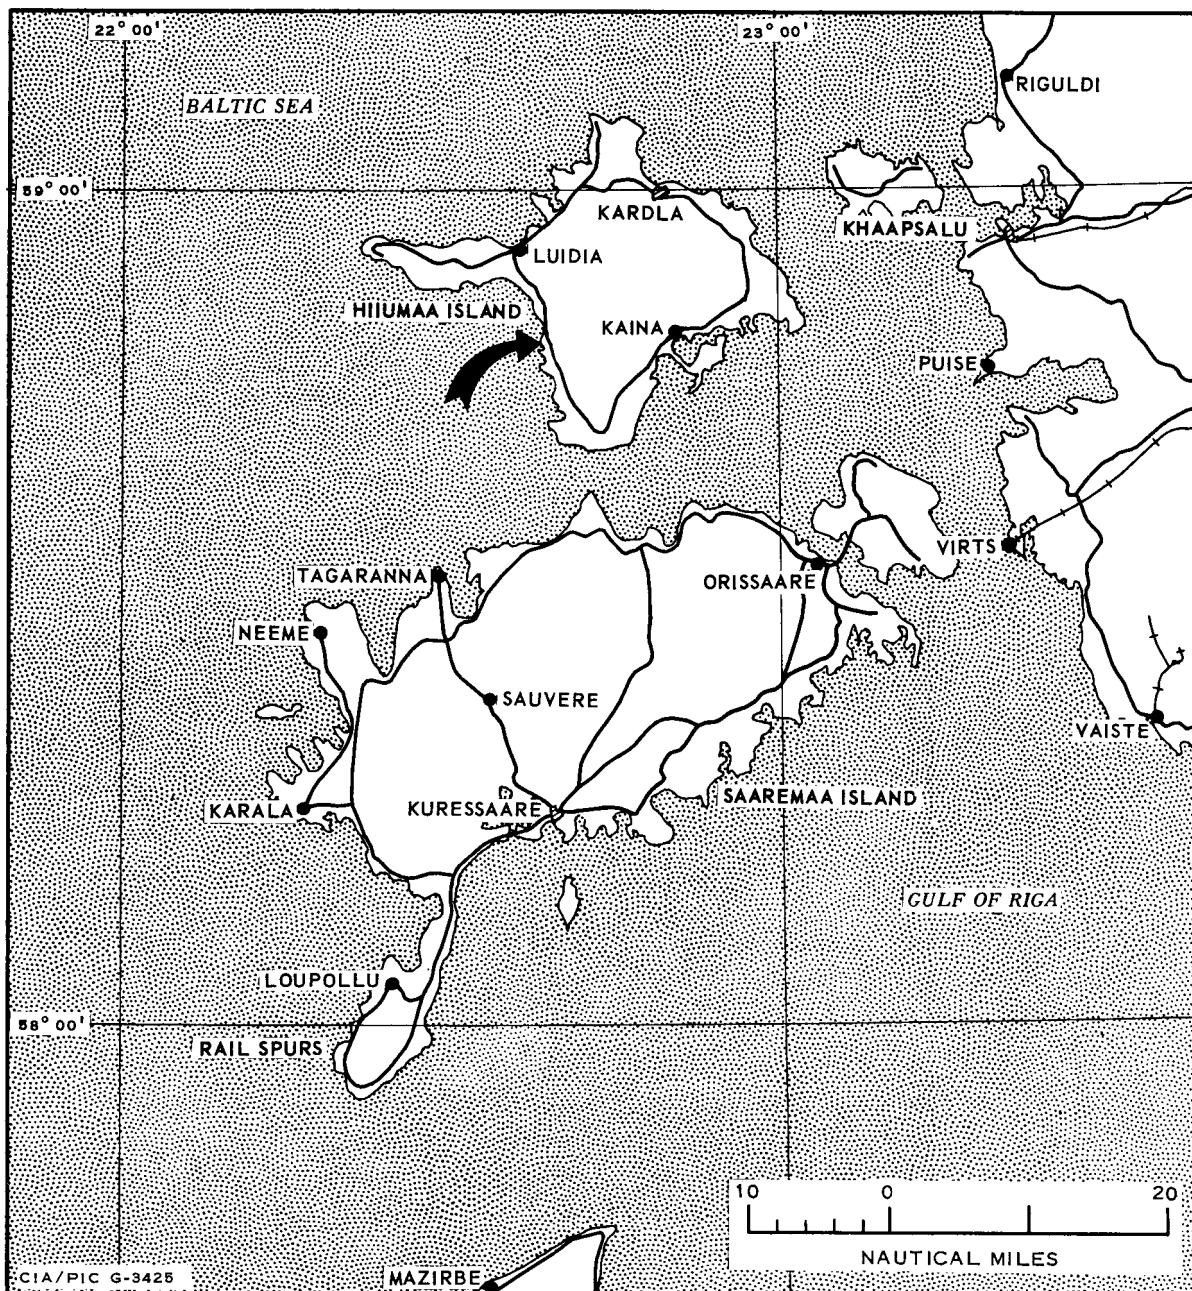 22° 00'
23° 00'
BALTIC SEA
RIGULDI
59° 00'
KARDLA
KHAAPSALU
LUIDIA
HIIUMAA ISLAND
KAINA
PUISE
VIRTS
TAGARANNA
ORISSAARE
NEEME
SAUVERE
VAISTE
SAAREMAA ISLAND
KARALA
KURESSAARE
GULF OF RIGA
LOUPOLLU
58° 00'
RAIL SPURS
10 0 20
NAUTICAL MILES
CIA/PIC G-3425
MAZIRBE